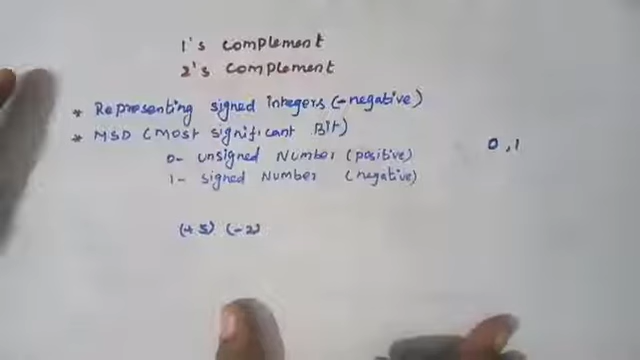 1's complement
2's complement
* Representing signed integers (-negative)
* MSD (Most significant Bit)
0- unsigned Number (positive)
0,1
1- signed Number (negative)
(+5) (-2)